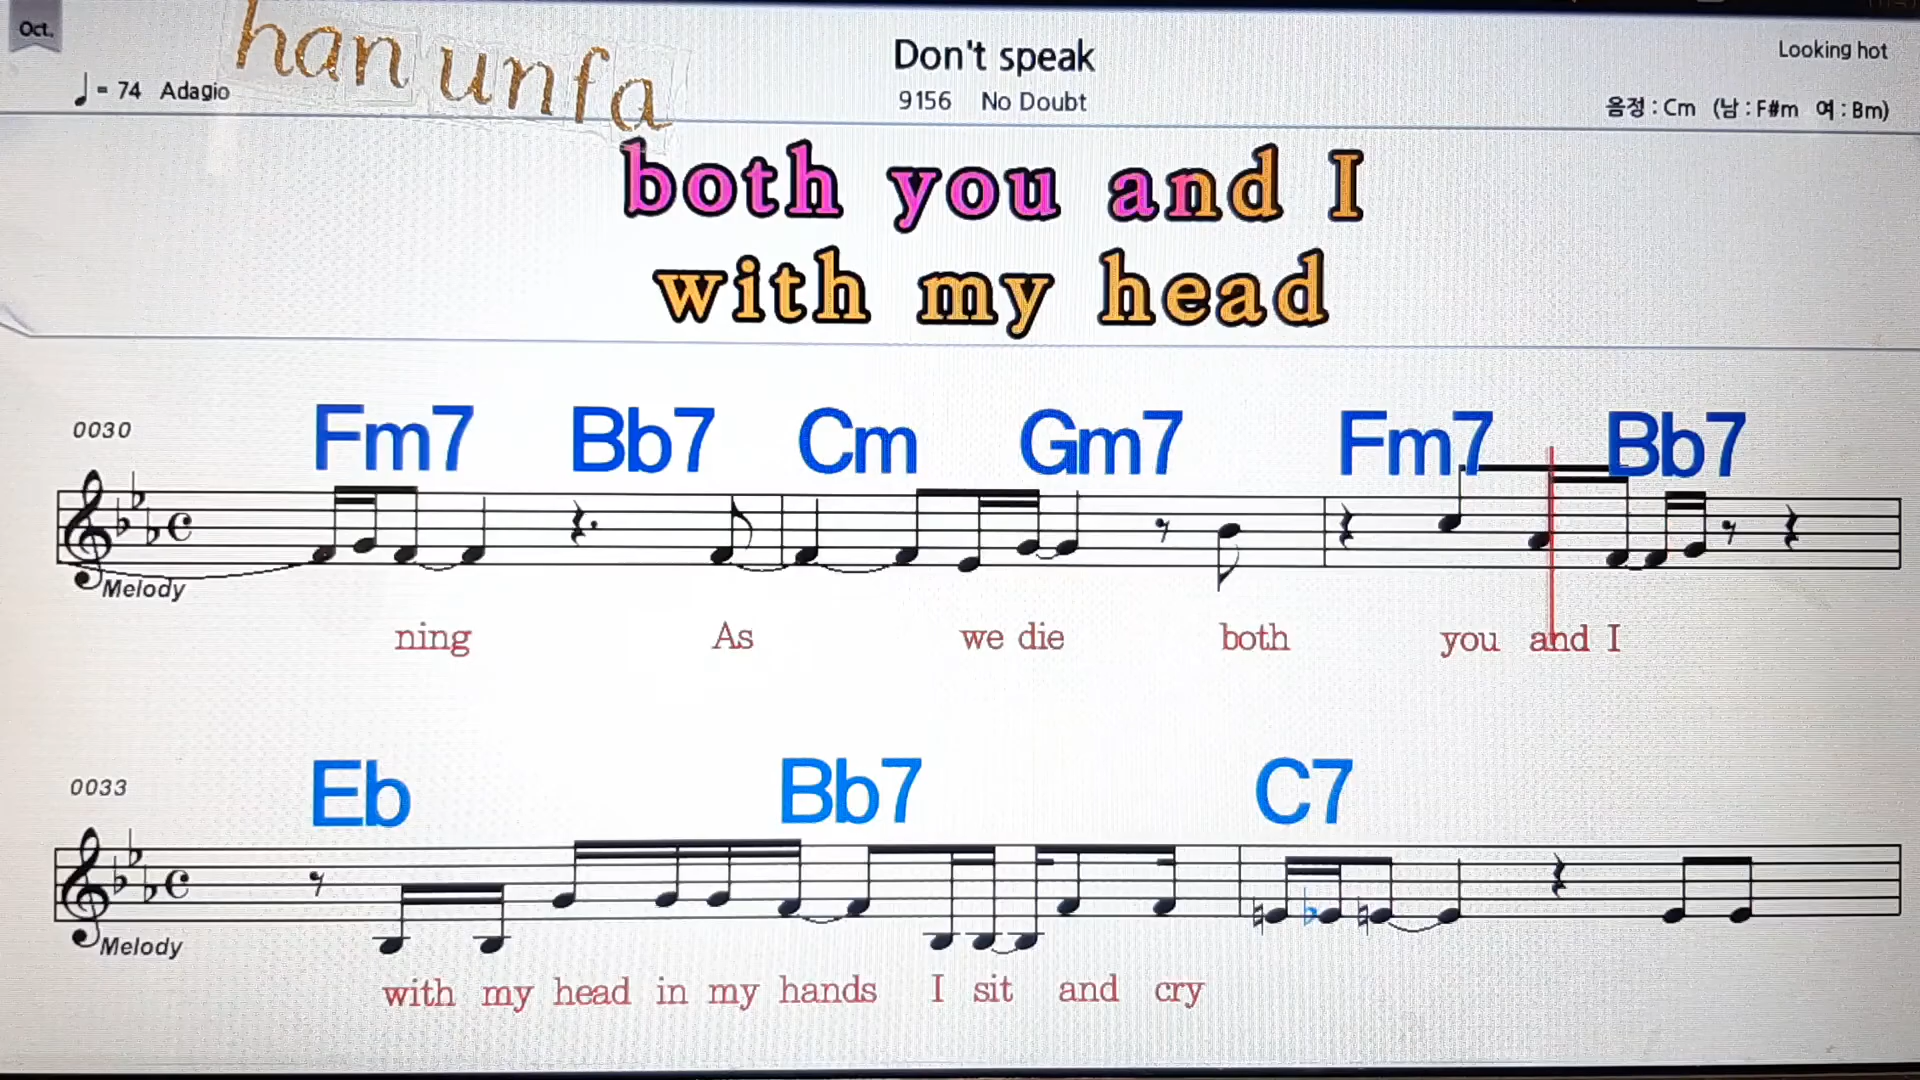 Oct.
han unfa
Don't speak
Looking hot
= 74 Adagio
9156 No Doubt
음정 : Cm (남 : F#m 여 : Bm)
both you and I
with my head
0030
Fm7 Bb7 Cm Gm7 Fm7 Bb7
Melody
ning As we die both you and I
0033
Eb Bb7 C7
Melody
with my head in my hands I sit and cry